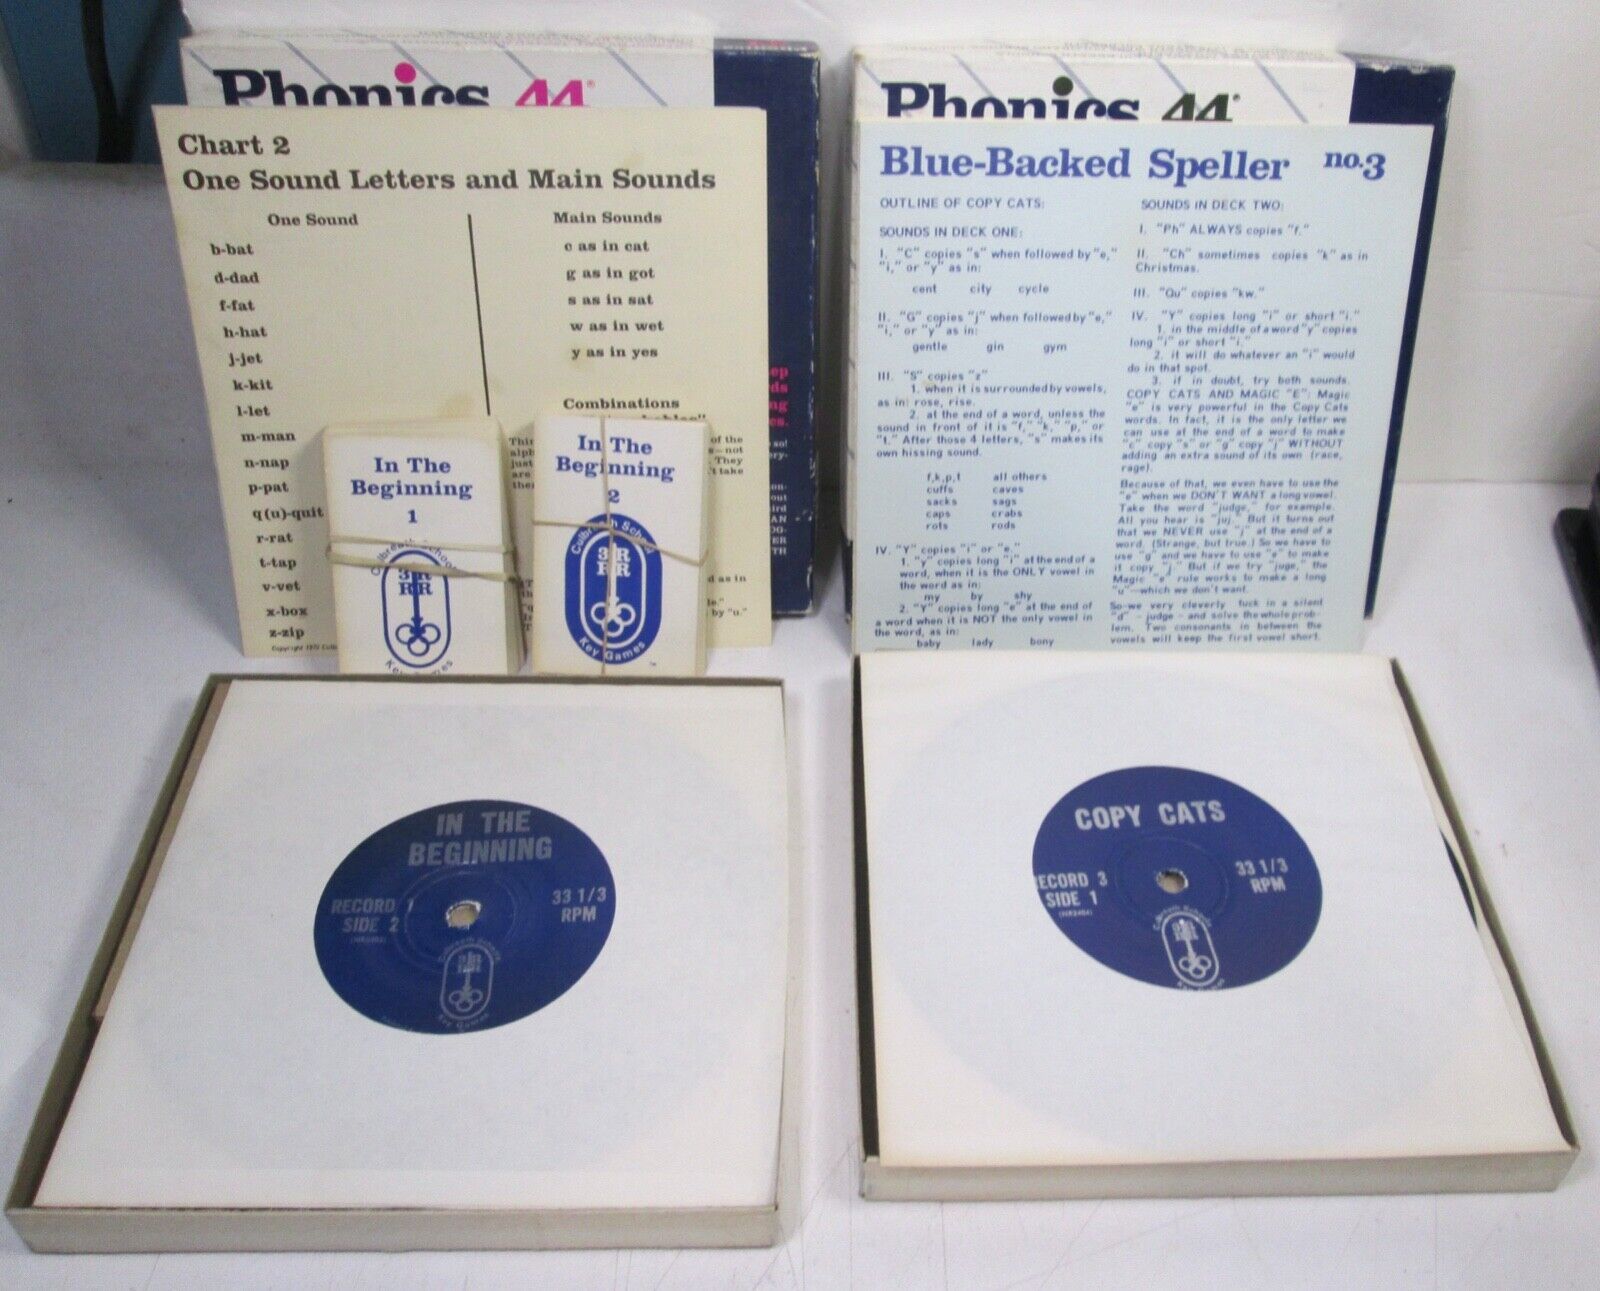 Phonics 44
Chart 2
One Sound Letters and Main Sounds
One Sound
b-bat
d-dad
f-fat
h-hat
j-jet
k-kit
l-let
m-man
n-nap
p-pat
q(u)-quit
r-rat
t-tap
v-vet
x-box
z-zip
Main Sounds
c as in cat
g as in got
s as in sat
w as in wet
y as in yes
Combinations
In The
Beginning
1
Culbreath School
3 R
R R
Key Games
In The
Beginning
2
Culbreath School
3 R
R R
Key Games
Phonics 44
Blue-Backed Speller no.3
OUTLINE OF COPY CATS:
SOUNDS IN DECK ONE:
I. "C" copies "s" when followed by "e,"
"i," or "y" as in:
cent city cycle
II. "G" copies "j" when followed by "e,"
"i," or "y" as in:
gentle gin gym
III. "S" copies "z"
1. when it is surrounded by vowels,
as in: rose, rise.
2. at the end of a word, unless the
sound in front of it is "f," "k," "p," or
"t." After those 4 letters, "s" makes its
own hissing sound.
f,k,p,t all others
cuffs caves
sacks sags
caps crabs
rots rods
IV. "Y" copies "i" or "e."
1. "y" copies long "i" at the end of a
word, when it is the ONLY vowel in
the word as in:
my by shy
2. "Y" copies long "e" at the end of
a word when it is NOT the only vowel in
the word, as in:
baby lady bony
SOUNDS IN DECK TWO:
I. "Ph" ALWAYS copies "f."
II. "Ch" sometimes copies "k" as in
Christmas.
III. "Qu" copies "kw."
IV. "Y" copies long "i" or short "i."
1. in the middle of a word "y" copies
long "i" or short "i."
2. it will do whatever an "i" would
do in that spot.
3. if in doubt, try both sounds.
COPY CATS AND MAGIC "E": Magic
"e" is very powerful in the Copy Cats
words. In fact, it is the only letter we
can use at the end of a word to make
"c" copy "s" or "g" copy "j" WITHOUT
adding an extra sound of its own (race,
rage).
Because of that, we even have to use the
"e" when we DON'T WANT a long vowel.
Take the word "judge," for example.
All you hear is "juj." But it turns out
that we NEVER use "j" at the end of a
word. (Strange, but true.) So we have to
use "g" and we have to use "e" to make
it copy "j." But if we try "juge," the
Magic "e" rule works to make a long
"u"—which we don't want.
So-we very cleverly tuck in a silent
"d" - judge - and solve the whole prob-
lem. Two consonants in between the
vowels will keep the first vowel short.
IN THE
BEGINNING
RECORD 1
SIDE 2
33 1/3
RPM
Key Games
COPY CATS
ECORD 3
SIDE 1
33 1/3
RPM